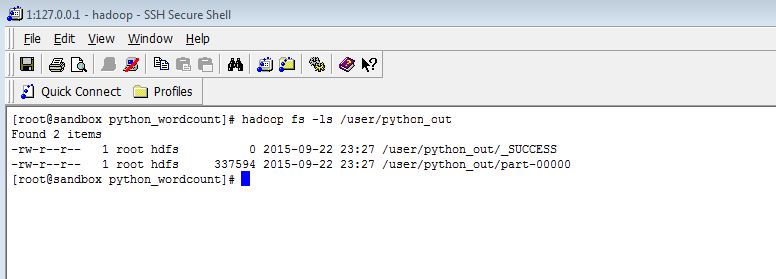 1:127.0.0.1 - hadoop - SSH Secure Shell
File Edit View Window Help
Quick Connect Profiles
[root@sandbox python_wordcount]# hadoop fs -ls /user/python_out
Found 2 items
-rw-r--r--   1 root hdfs          0 2015-09-22 23:27 /user/python_out/_SUCCESS
-rw-r--r--   1 root hdfs     337594 2015-09-22 23:27 /user/python_out/part-00000
[root@sandbox python_wordcount]#